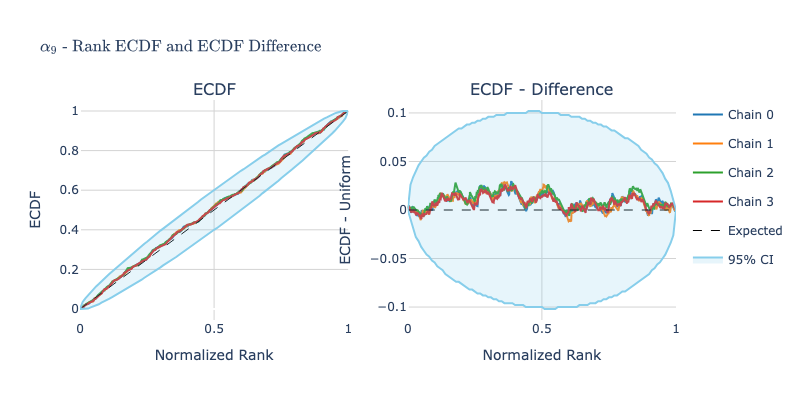 α₉ - Rank ECDF and ECDF Difference
ECDF
ECDF - Difference
ECDF
1
0.8
0.6
0.4
0.2
0
0
0.5
1
Normalized Rank
ECDF - Uniform
0.1
0.05
0
−0.05
−0.1
0
0.5
1
Normalized Rank
Chain 0
Chain 1
Chain 2
Chain 3
Expected
95% CI